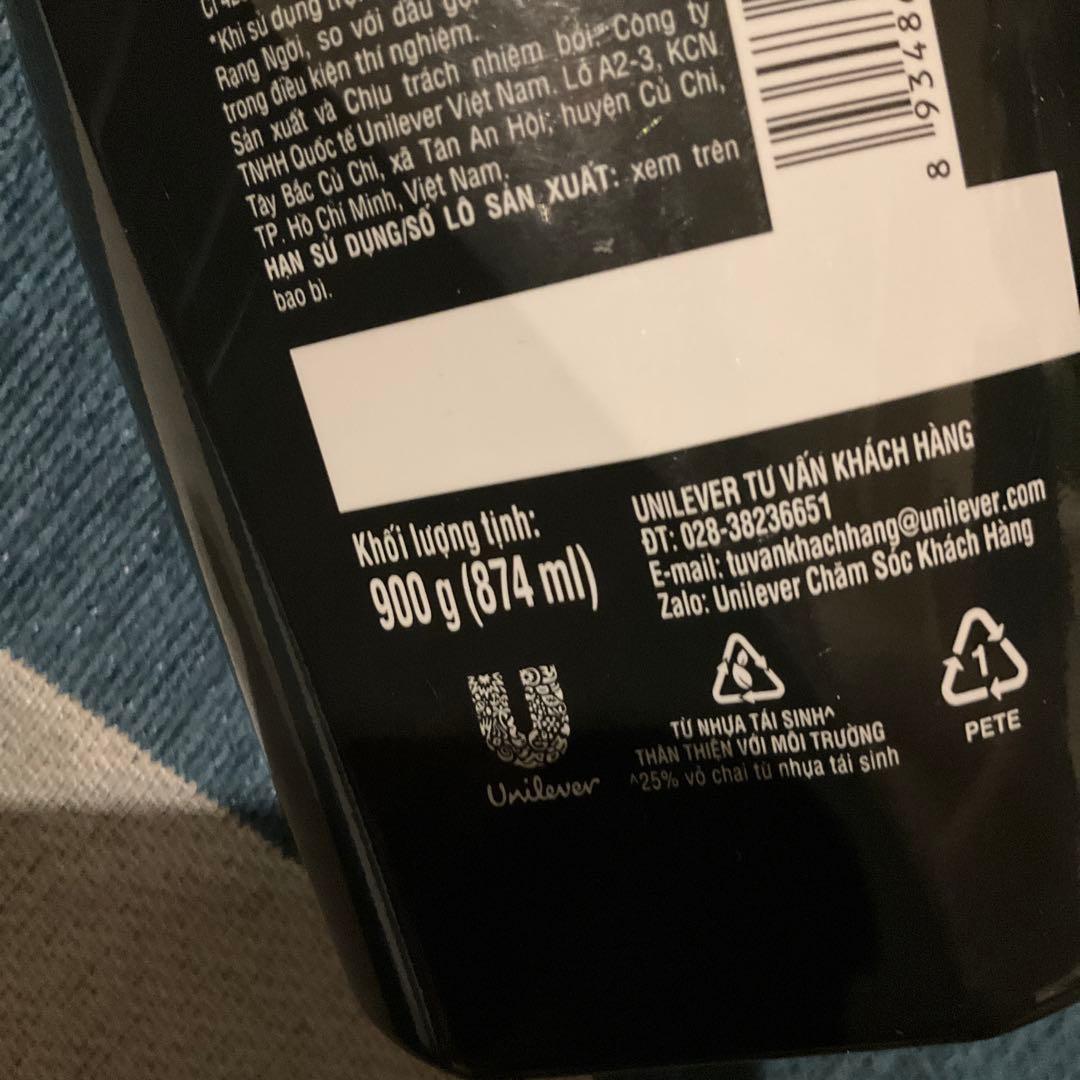 *Khi sử dụng
Rạng Ngời, so với dầu
trong điều kiện thí nghiệm.
Sản xuất và Chịu trách nhiệm bởi: Công ty
TNHH Quốc tế Unilever Việt Nam. Lô A2-3, KCN
Tây Bắc Củ Chi, xã Tân An Hội, huyện Củ Chi,
TP. Hồ Chí Minh, Việt Nam.
HẠN SỬ DỤNG/SỐ LÔ SẢN XUẤT: xem trên
bao bì.
8 93486
Khối lượng tịnh:
900 g (874 ml)
UNILEVER TƯ VẤN KHÁCH HÀNG
ĐT: 028-38236651
E-mail: tuvankhachhang@unilever.com
Zalo: Unilever Chăm Sóc Khách Hàng
Unilever
TỪ NHỰA TÁI SINH^
THÂN THIỆN VỚI MÔI TRƯỜNG
^25% vỏ chai từ nhựa tái sinh
1
PETE